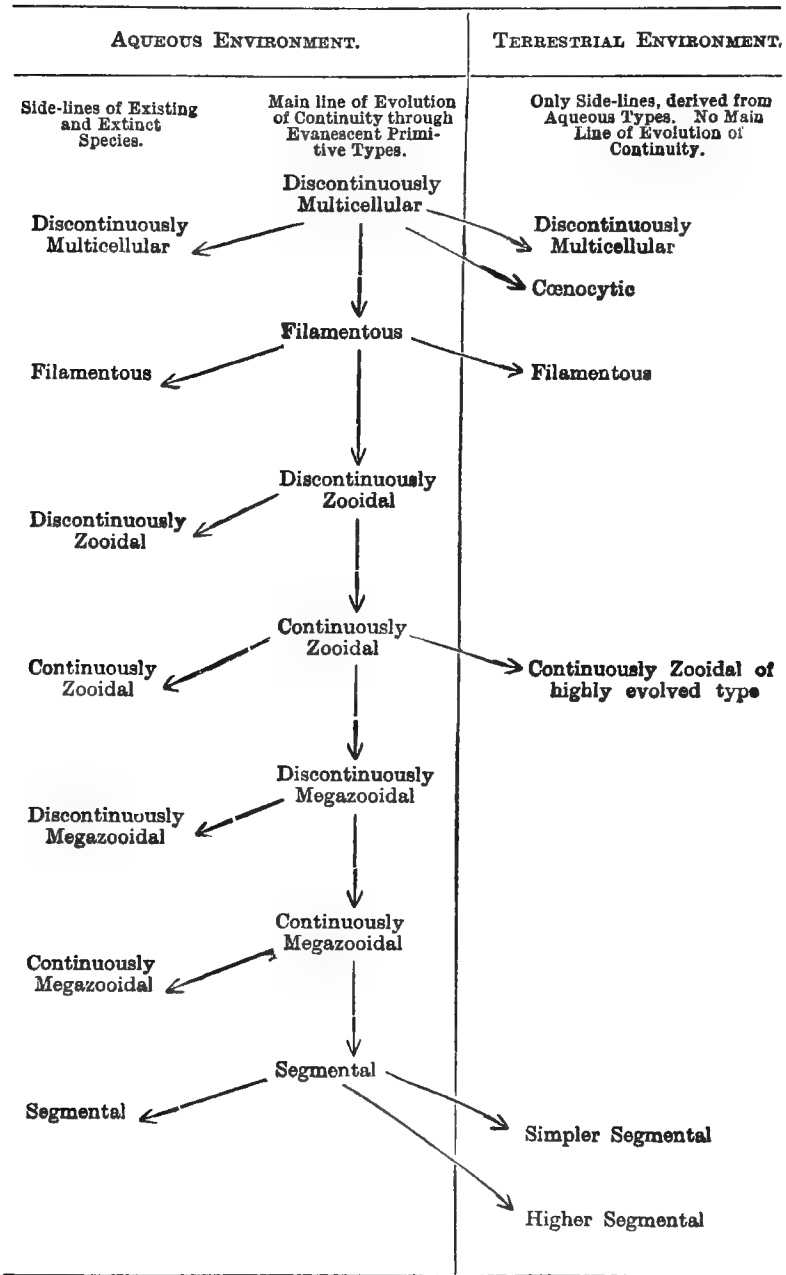 AQUEOUS ENVIRONMENT.
TERRESTRIAL ENVIRONMENT.
Side-lines of Existing
and Extinct
Species.
Main line of Evolution
of Continuity through
Evanescent Primi-
tive Types.
Only Side-lines, derived from
Aqueous Types. No Main
Line of Evolution of
Continuity.
Discontinuously
Multicellular
Discontinuously
Multicellular
Discontinuously
Multicellular
Cœnocytic
Filamentous
Filamentous
Filamentous
Discontinuously
Zooidal
Discontinuously
Zooidal
Continuously
Zooidal
Continuously
Zooidal
Continuously Zooidal of
highly evolved type
Discontinuously
Megazooidal
Discontinuously
Megazooidal
Continuously
Megazooidal
Continuously
Megazooidal
Segmental
Segmental
Simpler Segmental
Higher Segmental